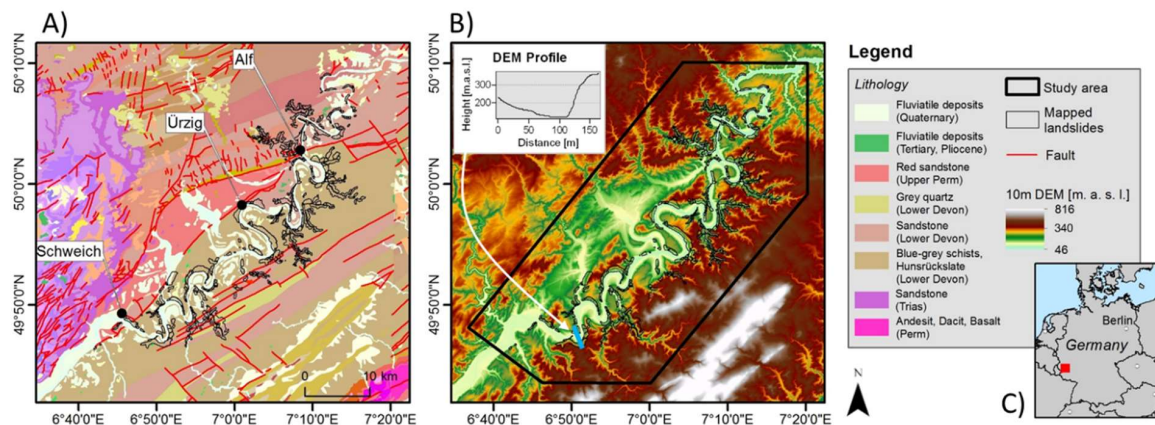 A)
Alf
Ürzig
Schweich
50°10'0"N
50°0'0"N
49°50'0"N
0 10 km
6°40'0"E 6°50'0"E 7°0'0"E 7°10'0"E 7°20'0"E
B)
DEM Profile
Height [m.a.s.l.]
300
200
0 50 100 150
Distance [m]
50°10'0"N
50°0'0"N
49°50'0"N
6°40'0"E 6°50'0"E 7°0'0"E 7°10'0"E 7°20'0"E
Legend
Lithology
Fluviatile deposits
(Quaternary)
Fluviatile deposits
(Tertiary, Pliocene)
Red sandstone
(Upper Perm)
Grey quartz
(Lower Devon)
Sandstone
(Lower Devon)
Blue-grey schists,
Hunsrückslate
(Lower Devon)
Sandstone
(Trias)
Andesit, Dacit, Basalt
(Perm)
Study area
Mapped
landslides
Fault
10m DEM [m. a. s. l.]
816
340
46
N
C)
Berlin
Germany